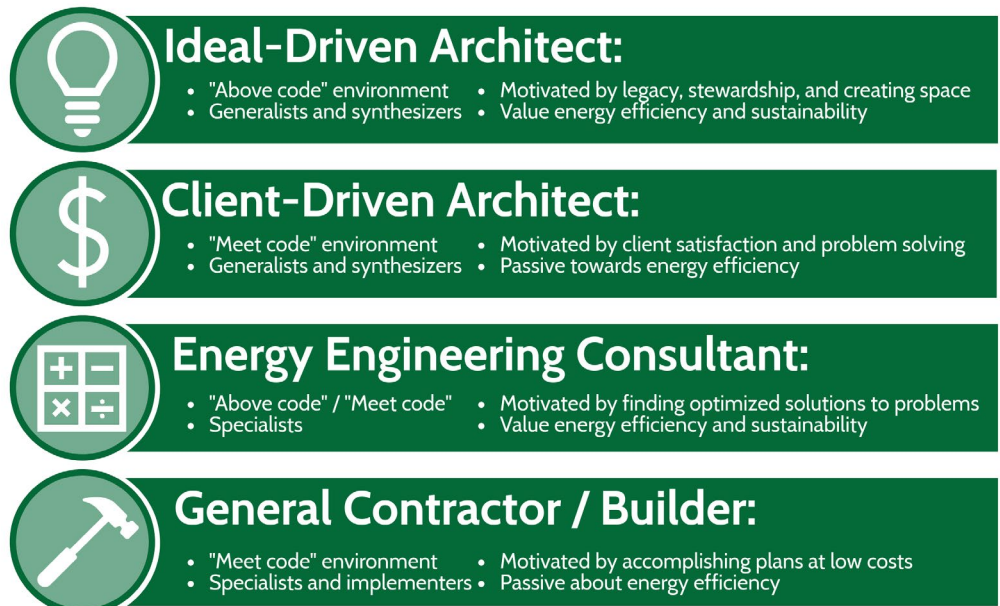 Ideal-Driven Architect:
• "Above code" environment • Motivated by legacy, stewardship, and creating space
• Generalists and synthesizers • Value energy efficiency and sustainability
Client-Driven Architect:
• "Meet code" environment • Motivated by client satisfaction and problem solving
• Generalists and synthesizers • Passive towards energy efficiency
Energy Engineering Consultant:
• "Above code" / "Meet code" • Motivated by finding optimized solutions to problems
• Specialists • Value energy efficiency and sustainability
General Contractor / Builder:
• "Meet code" environment • Motivated by accomplishing plans at low costs
• Specialists and implementers • Passive about energy efficiency